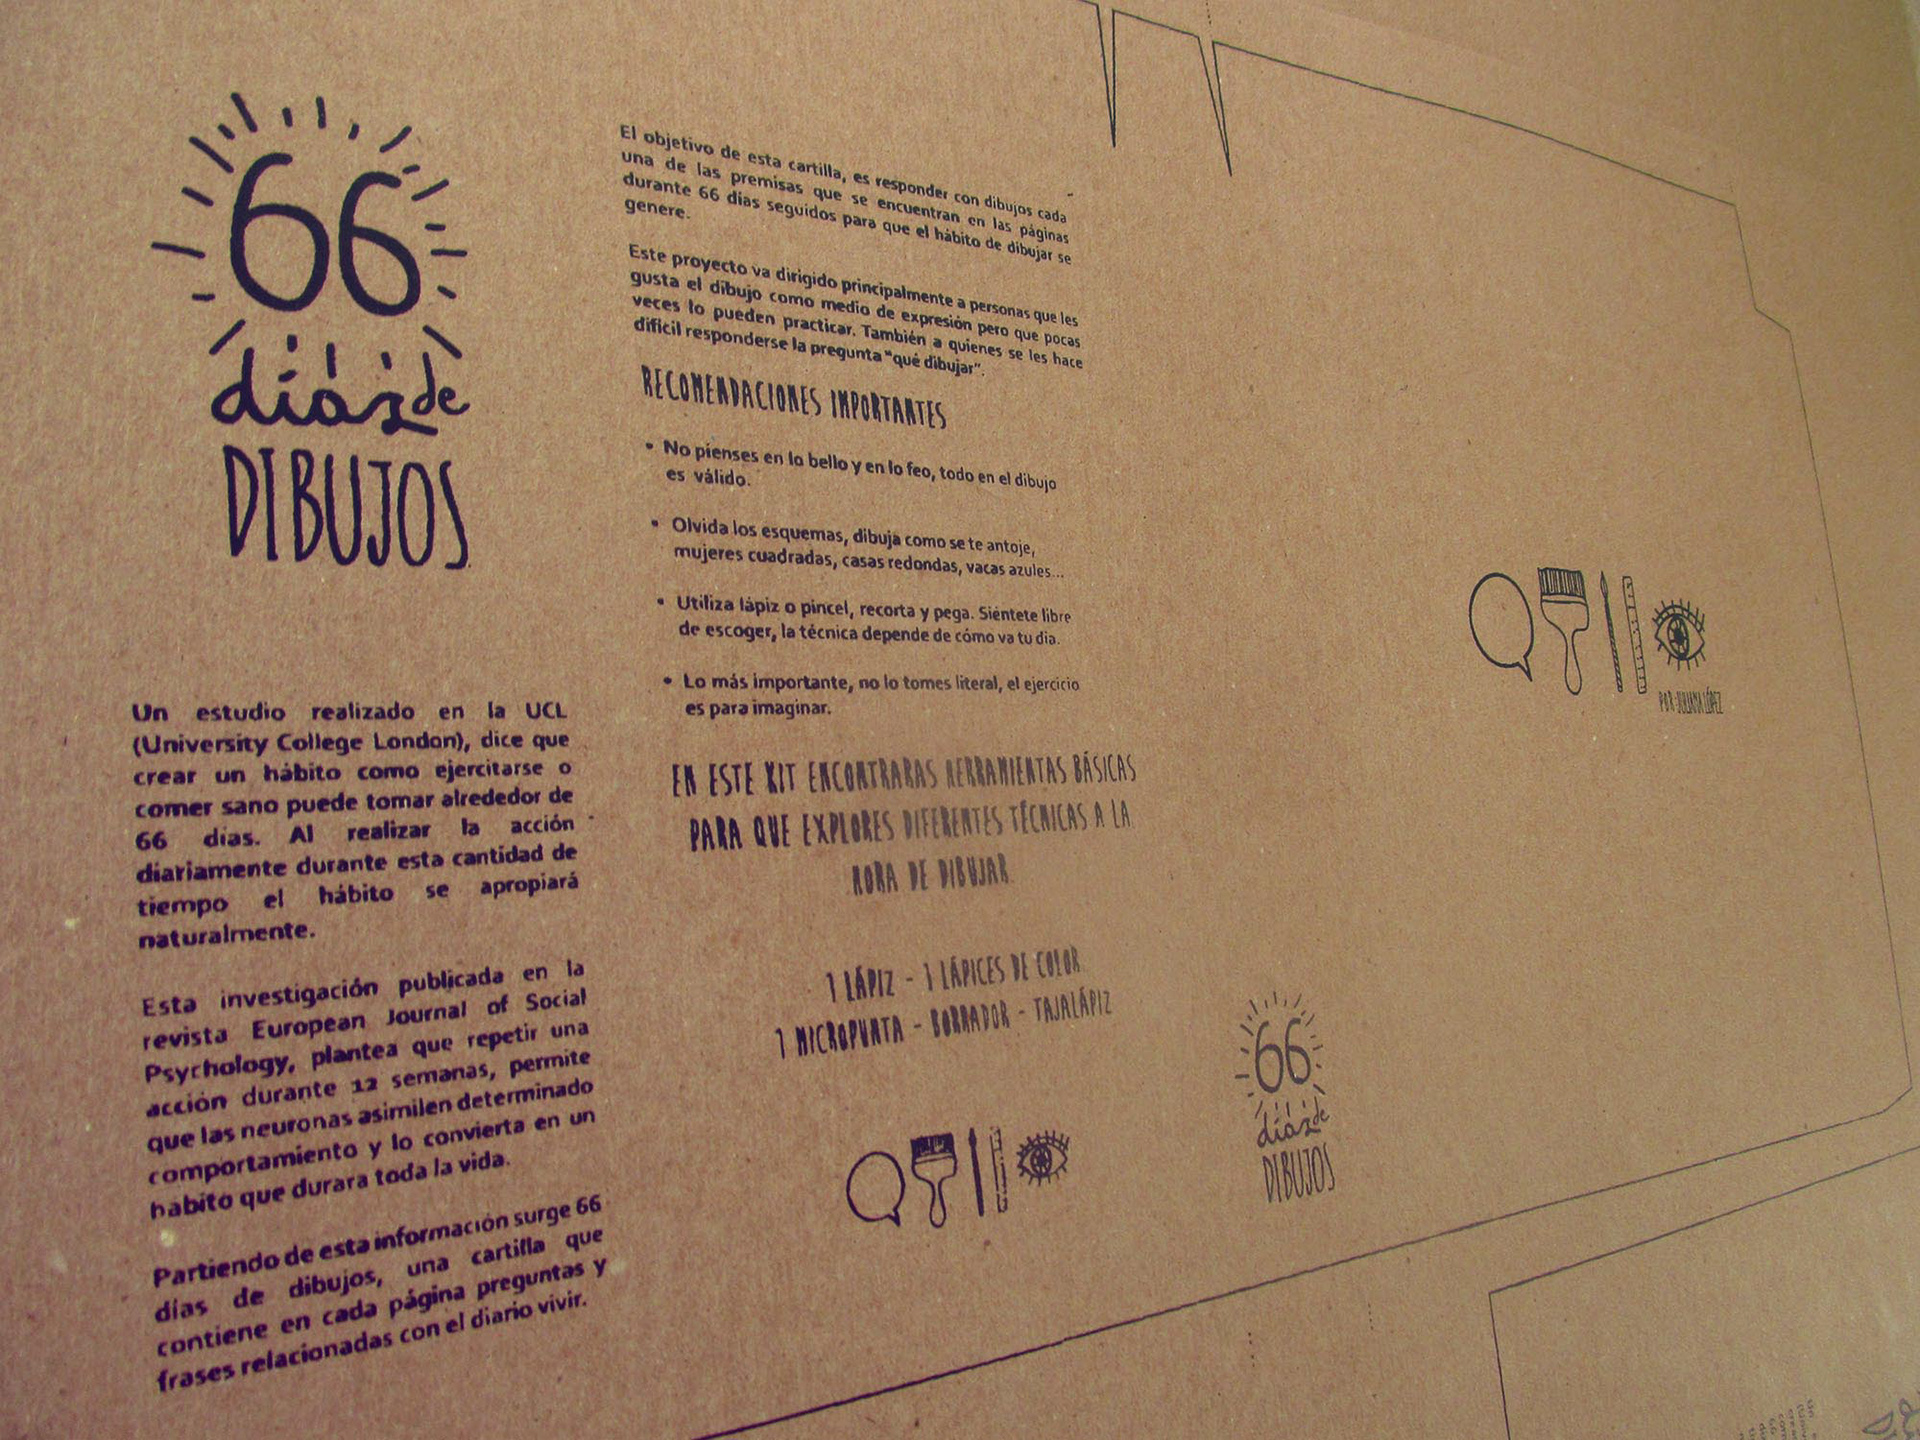 66
días de
DIBUJOS
Un estudio realizado en la UCL
(University College London), dice que
crear un hábito como ejercitarse o
comer sano puede tomar alrededor de
66 días. Al realizar la acción
diariamente durante esta cantidad de
tiempo el hábito se apropiará
naturalmente.
Esta investigación publicada en la
revista European Journal of Social
Psychology, plantea que repetir una
acción durante 12 semanas, permite
que las neuronas asimilen determinado
comportamiento y lo convierta en un
habito que durara toda la vida.
Partiendo de esta información surge 66
días de dibujos, una cartilla que
contiene en cada página preguntas y
frases relacionadas con el diario vivir.
El objetivo de esta cartilla, es responder con dibujos cada
una de las premisas que se encuentran en las páginas
durante 66 días seguidos para que el hábito de dibujar se
genere.
Este proyecto va dirigido principalmente a personas que les
gusta el dibujo como medio de expresión pero que pocas
veces lo pueden practicar. También a quienes se les hace
difícil responderse la pregunta "qué dibujar".
RECOMENDACIONES IMPORTANTES
• No pienses en lo bello y en lo feo, todo en el dibujo
es válido.
• Olvida los esquemas, dibuja como se te antoje,
mujeres cuadradas, casas redondas, vacas azules...
• Utiliza lápiz o pincel, recorta y pega. Siéntete libre
de escoger, la técnica depende de cómo va tu día.
• Lo más importante, no lo tomes literal, el ejercicio
es para imaginar.
EN ESTE KIT ENCONTRARAS HERRAMIENTAS BÁSICAS
PARA QUE EXPLORES DIFERENTES TÉCNICAS A LA
HORA DE DIBUJAR
1 LÁPIZ - 1 LÁPICES DE COLOR
1 MICROPUNTA - BORRADOR - TAJALÁPIZ
66
días de
DIBUJOS
POR: JULIANA LÓPEZ